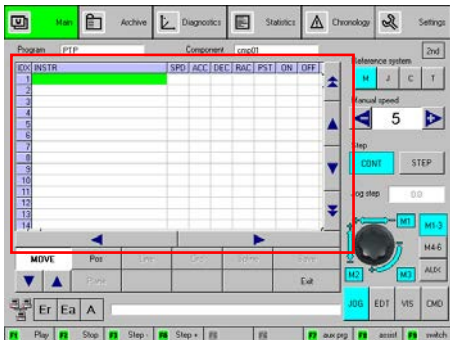 Main Archive Diagnostics Statistics Chronology Settings
Program PTP Component cmp01 2nd
Reference system
IDX INSTR SPD ACC DEC RAC PST ON OFF
M J C T
1
2
3
4
5
6
7
8
9
10
11
12
13
14
Manual speed
5
Step
CONT STEP
Jog step 0.0
M1 M1-3
M4-6
M2 M3 AUX
MOVE Pos
Exit
Er Ea A
JOG EDT VIS CMD
F1 Play F2 Stop F3 Step - F4 Step + F5 F6 F7 aux prg F8 assist F9 switch